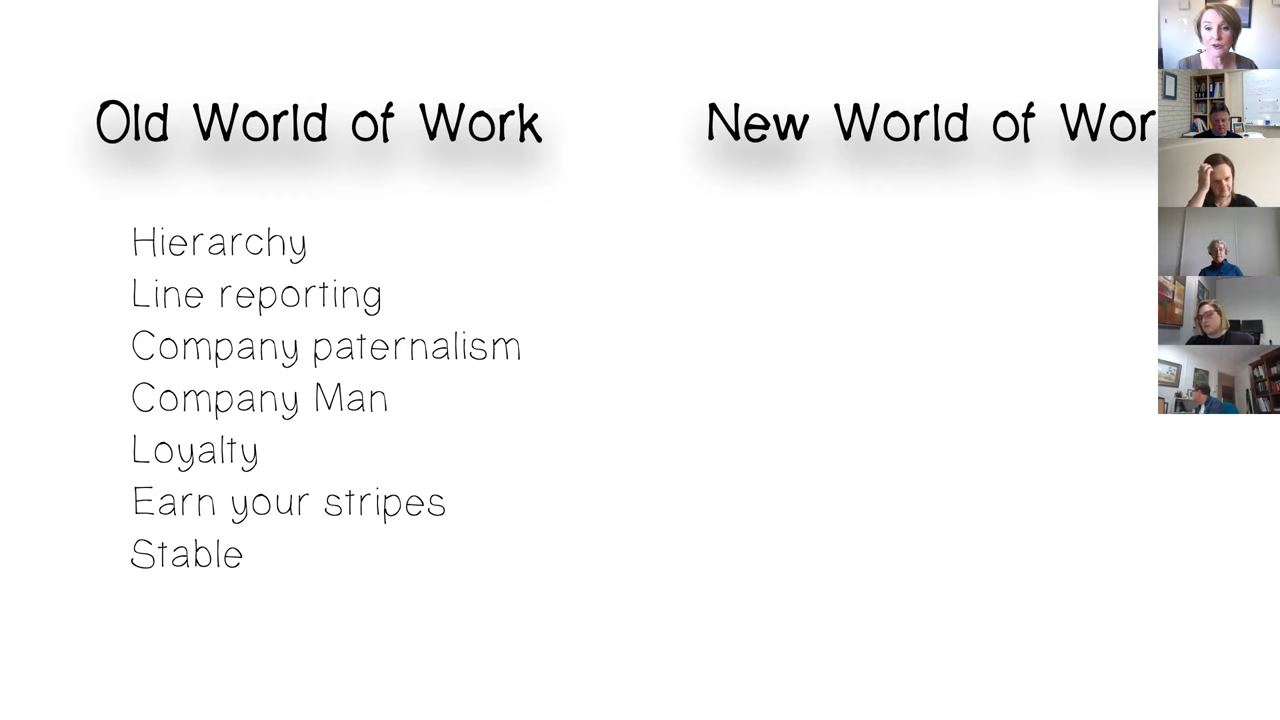 Old World of Work
New World of Wor
Hierarchy
Line reporting
Company paternalism
Company Man
Loyalty
Earn your stripes
Stable